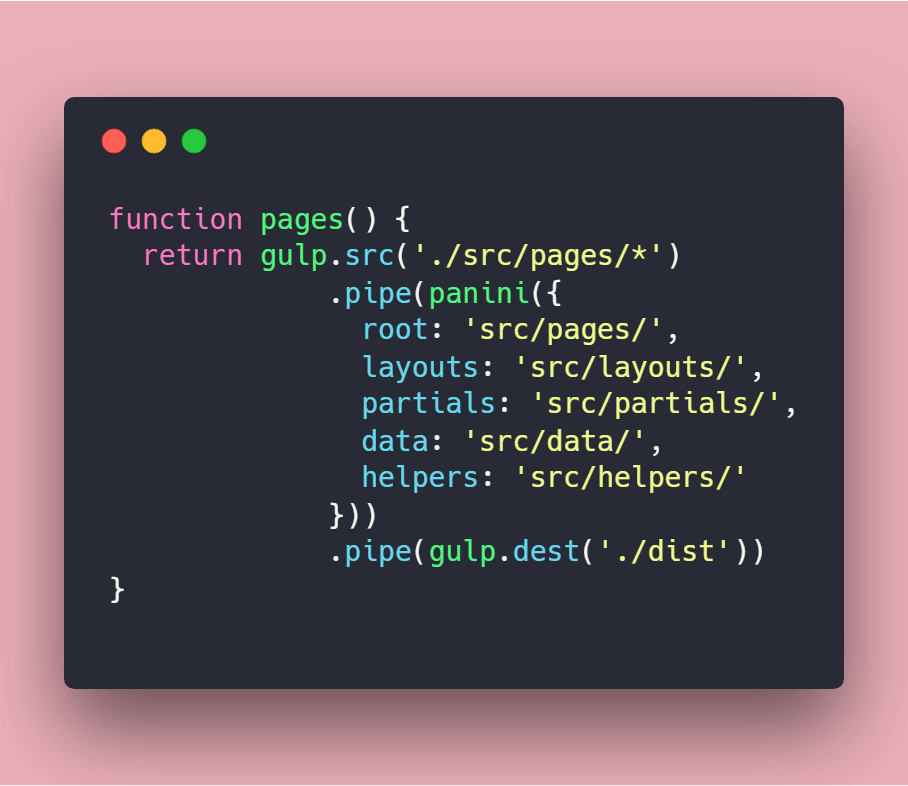 function pages() {
  return gulp.src('./src/pages/*')
             .pipe(panini({
               root: 'src/pages/',
               layouts: 'src/layouts/',
               partials: 'src/partials/',
               data: 'src/data/',
               helpers: 'src/helpers/'
             }))
             .pipe(gulp.dest('./dist'))
}